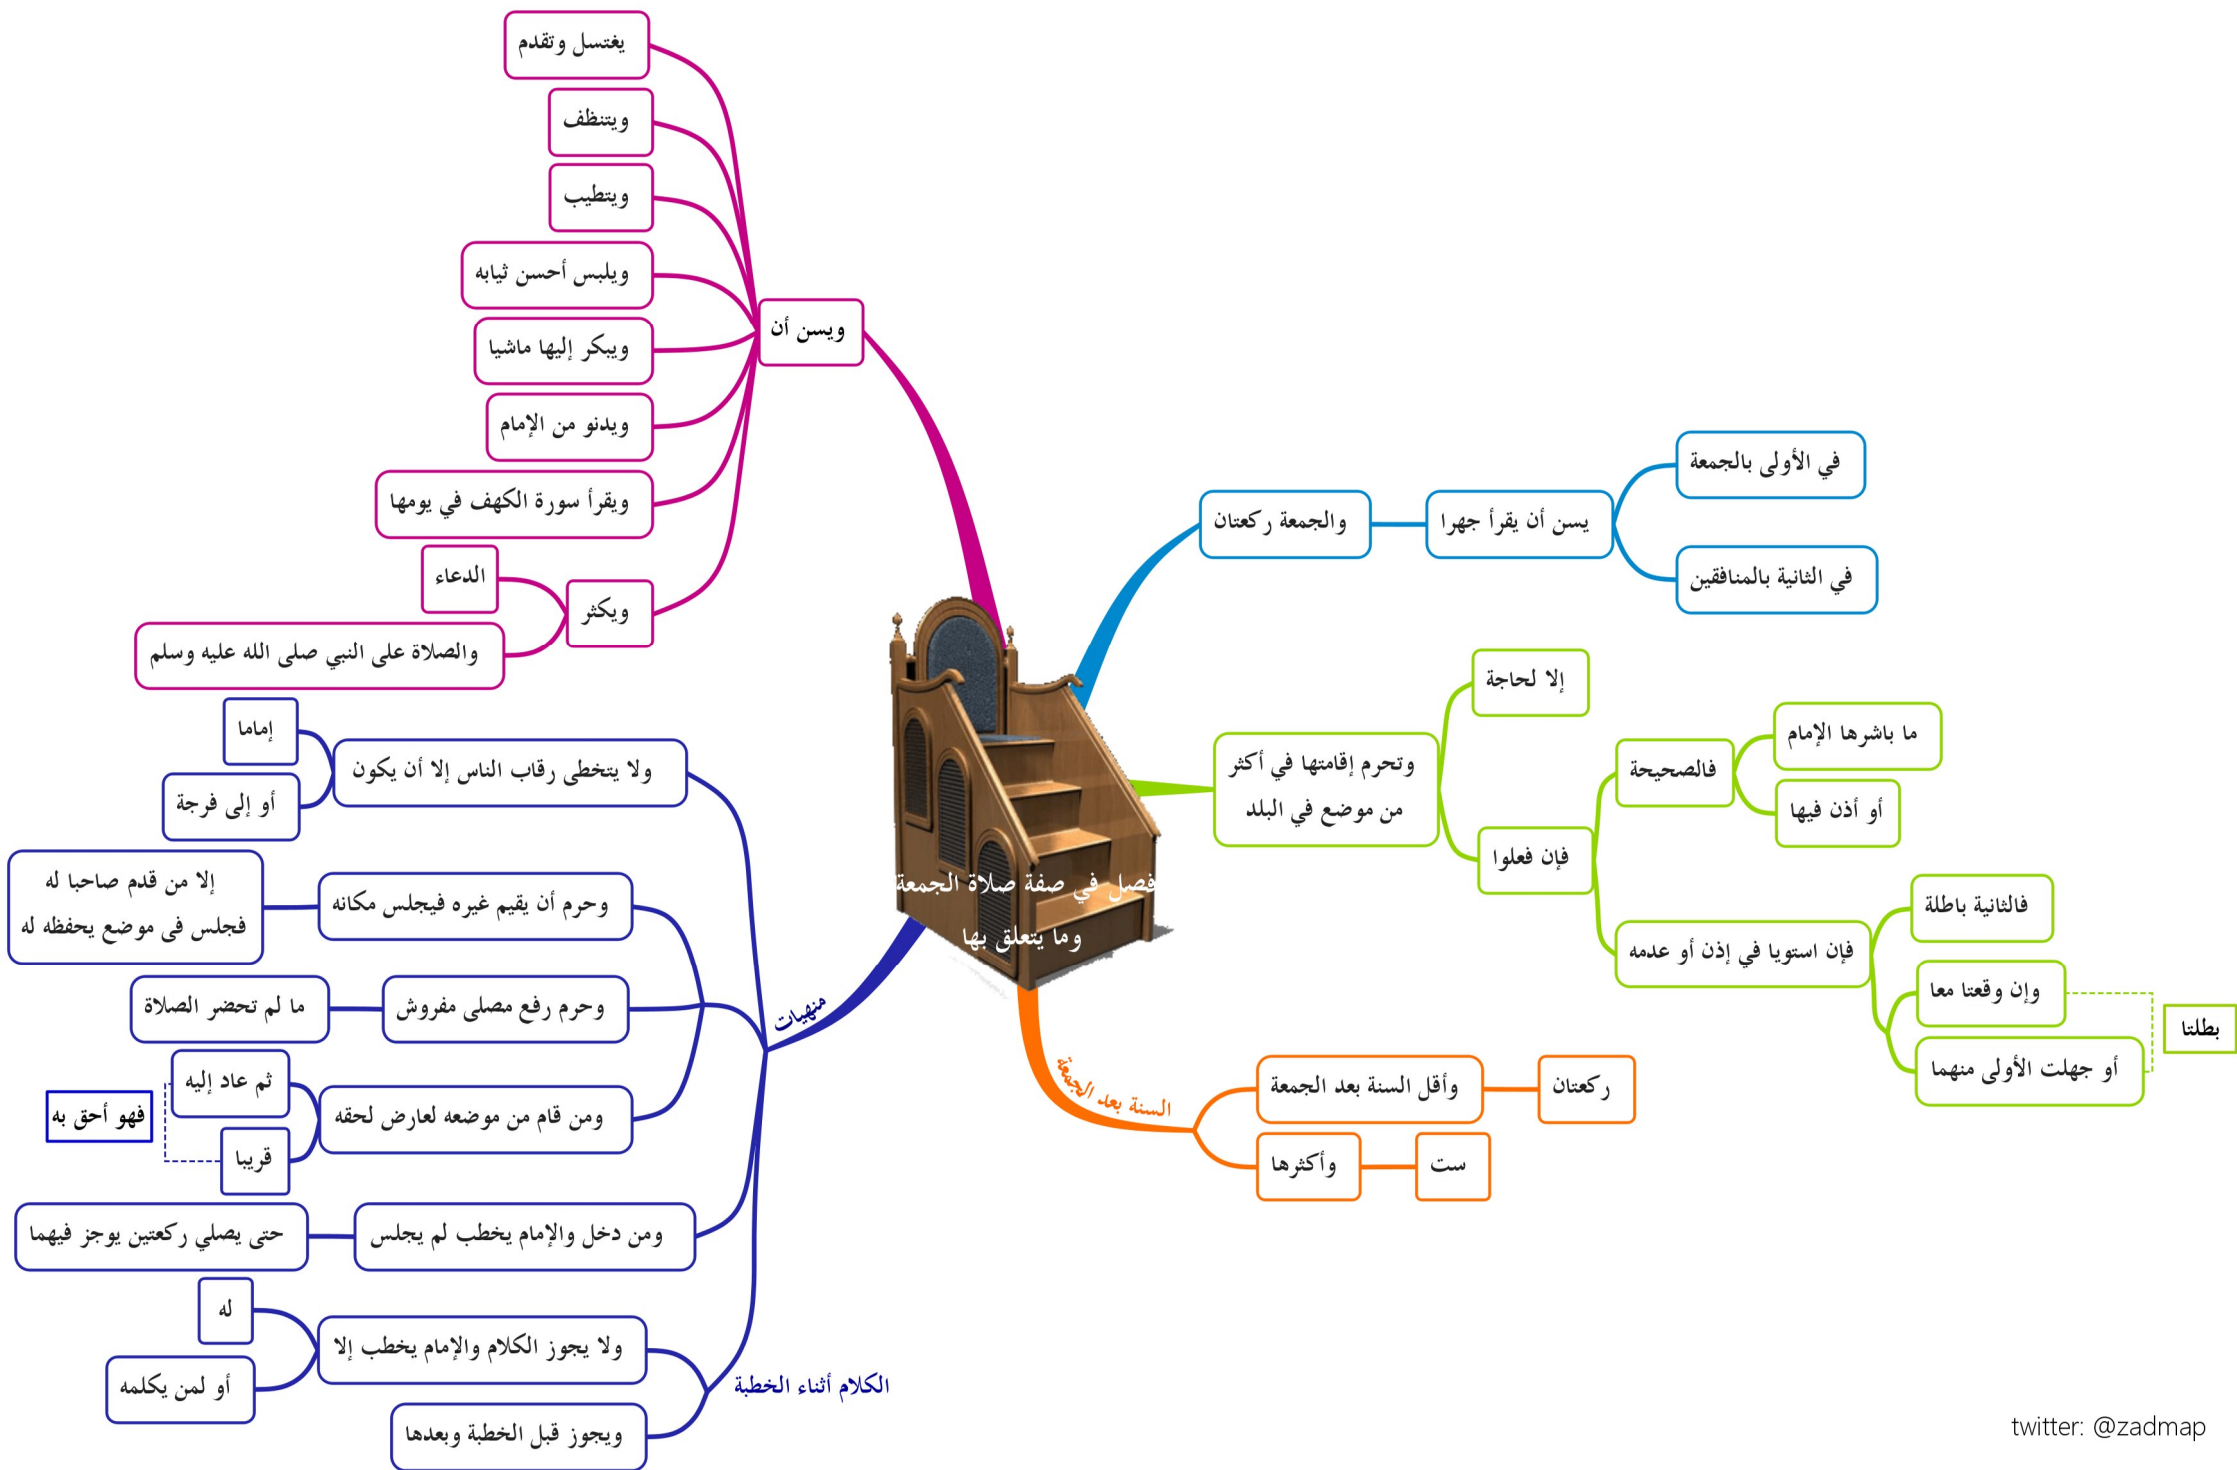 فصل في صفة صلاة الجمعة
وما يتعلق بها
والجمعة ركعتان
يسن أن يقرأ جهرا
في الأولى بالجمعة
في الثانية بالمنافقين
وتحرم إقامتها في أكثر
من موضع في البلد
إلا لحاجة
فإن فعلوا
فالصحيحة
ما باشرها الإمام
أو أذن فيها
فإن استويا في إذن أو عدمه
فالثانية باطلة
وإن وقعتا معا
أو جهلت الأولى منهما
بطلتا
السنة بعد الجمعة
وأقل السنة بعد الجمعة
ركعتان
وأكثرها
ست
ويسن أن
يغتسل وتقدم
ويتنظف
ويتطيب
ويلبس أحسن ثيابه
ويبكر إليها ماشيا
ويدنو من الإمام
ويقرأ سورة الكهف في يومها
ويكثر
الدعاء
والصلاة على النبي صلى الله عليه وسلم
منهيات
ولا يتخطى رقاب الناس إلا أن يكون
إماما
أو إلى فرجة
وحرم أن يقيم غيره فيجلس مكانه
إلا من قدم صاحبا له
فجلس فى موضع يحفظه له
وحرم رفع مصلى مفروش
ما لم تحضر الصلاة
ومن قام من موضعه لعارض لحقه
ثم عاد إليه
قريبا
فهو أحق به
ومن دخل والإمام يخطب لم يجلس
حتى يصلي ركعتين يوجز فيهما
الكلام أثناء الخطبة
ولا يجوز الكلام والإمام يخطب إلا
له
أو لمن يكلمه
ويجوز قبل الخطبة وبعدها
twitter: @zadmap